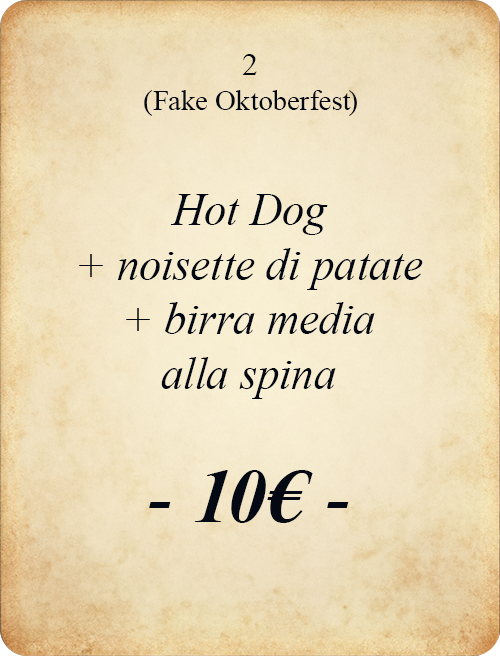 2
(Fake Oktoberfest)
Hot Dog
+ noisette di patate
+ birra media
alla spina
- 10€ -